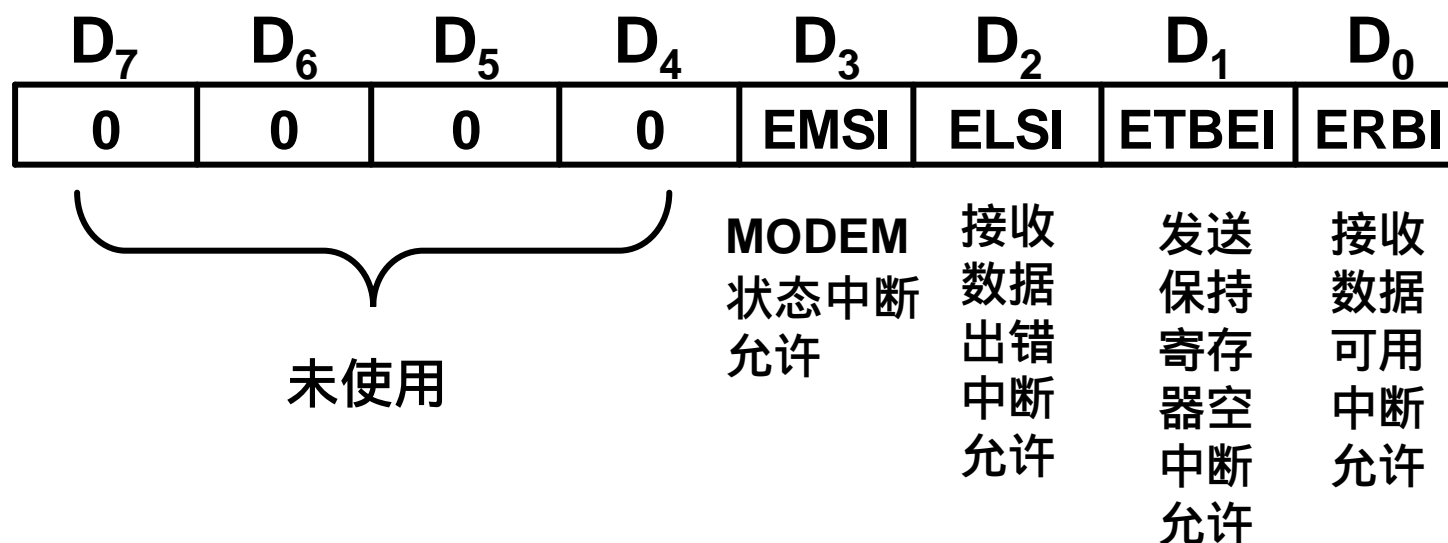 D7 D6 D5 D4 D3 D2 D1 D0
0 0 0 0 EMSI ELSI ETBEI ERBI
未使用
MODEM
状态中断
允许
接收
数据
出错
中断
允许
发送
保持
寄存
器空
中断
允许
接收
数据
可用
中断
允许